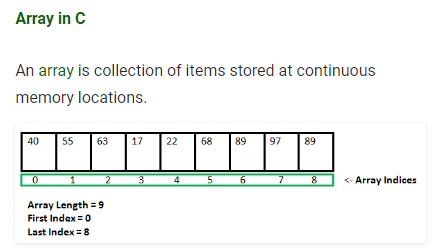 Array in C
An array is collection of items stored at continuous
memory locations.
40 55 63 17 22 68 89 97 89
0 1 2 3 4 5 6 7 8 <- Array Indices
Array Length = 9
First Index = 0
Last Index = 8